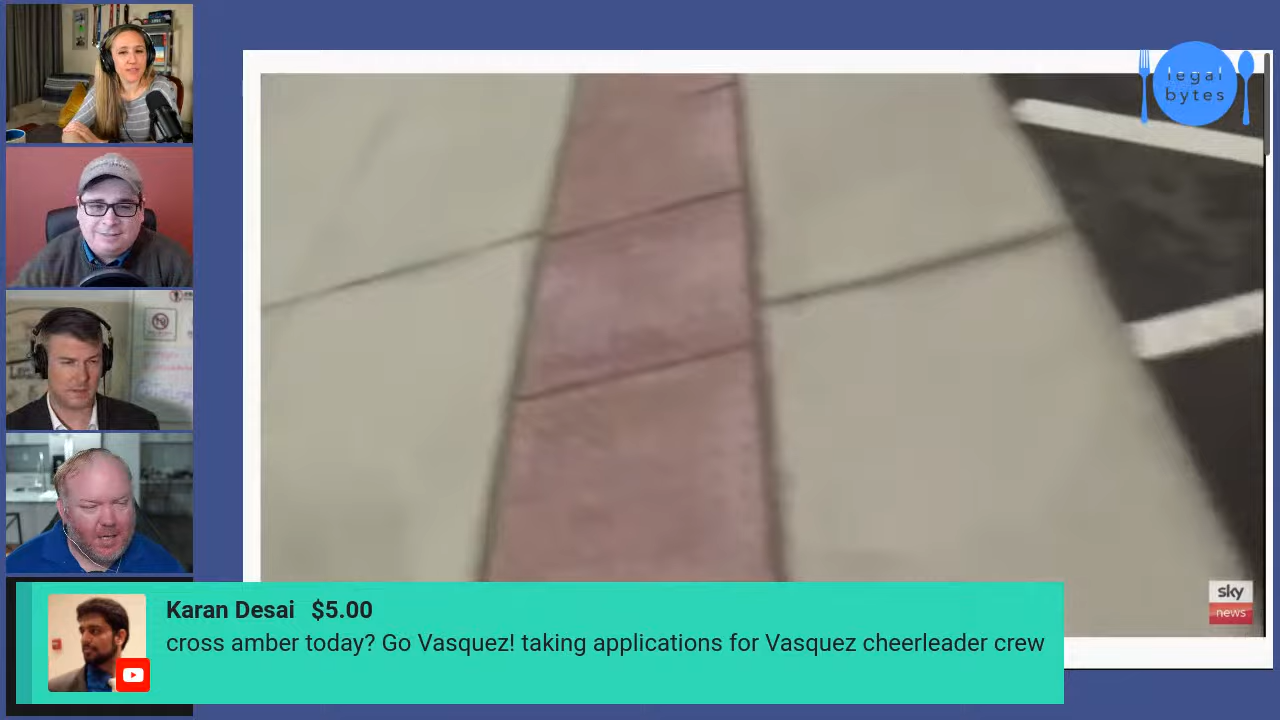 legal
bytes
sky
news
Karan Desai $5.00
cross amber today? Go Vasquez! taking applications for Vasquez cheerleader crew